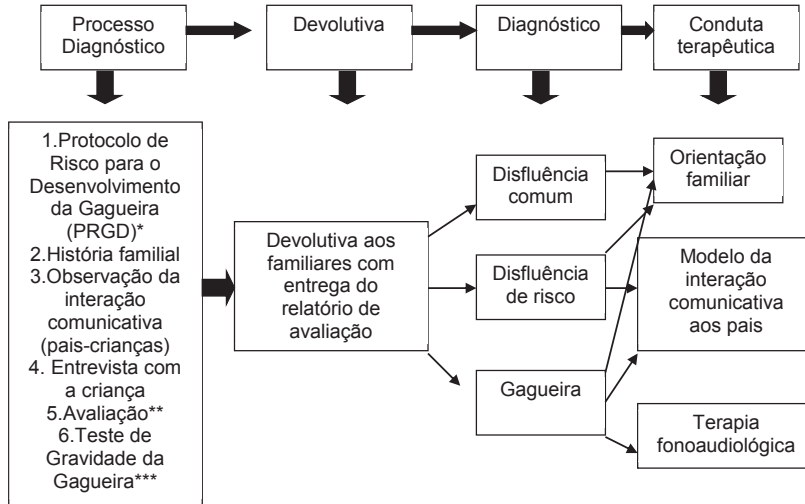 Processo
Diagnóstico
Devolutiva
Diagnóstico
Conduta
terapêutica
1.Protocolo de
Risco para o
Desenvolvimento
da Gagueira
(PRGD)*
2.História familial
3.Observação da
interação
comunicativa
(pais-crianças)
4. Entrevista com
a criança
5.Avaliação**
6.Teste de
Gravidade da
Gagueira***
Devolutiva aos
familiares com
entrega do
relatório de
avaliação
Disfluência
comum
Disfluência
de risco
Gagueira
Orientação
familiar
Modelo da
interação
comunicativa
aos pais
Terapia
fonoaudiológica